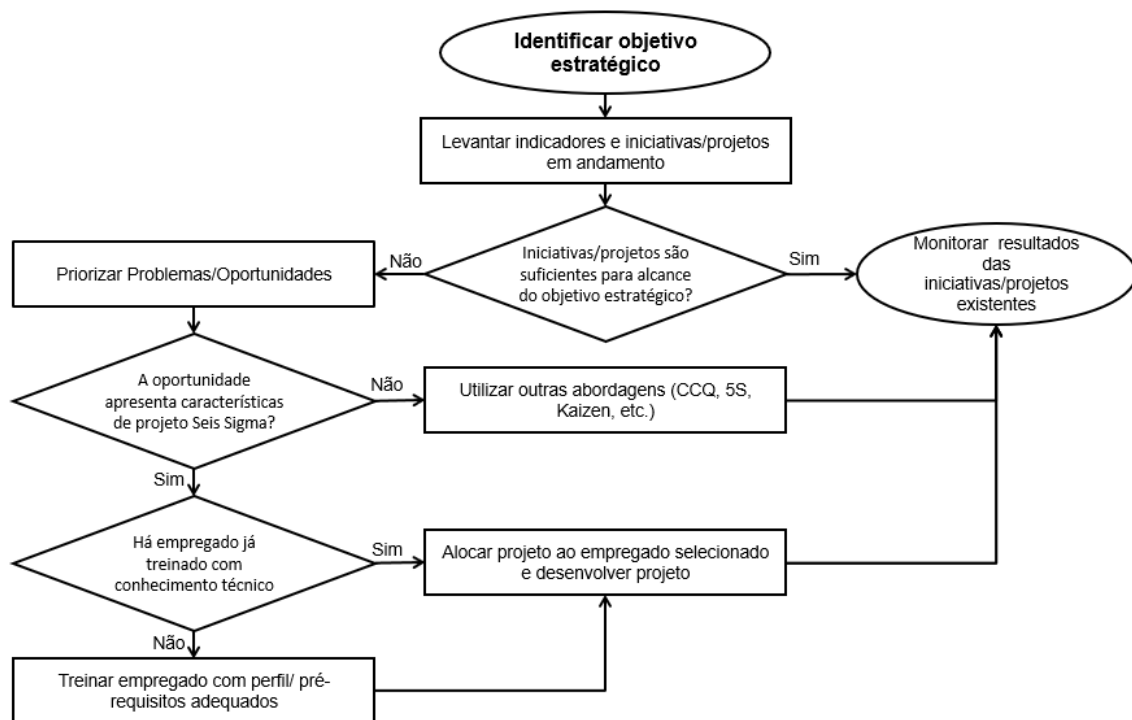 Identificar objetivo
estratégico
Levantar indicadores e iniciativas/projetos
em andamento
Iniciativas/projetos são
suficientes para alcance
do objetivo estratégico?
Não
Sim
Priorizar Problemas/Oportunidades
Monitorar resultados
das
iniciativas/projetos
existentes
A oportunidade
apresenta características
de projeto Seis Sigma?
Não
Utilizar outras abordagens (CCQ, 5S,
Kaizen, etc.)
Sim
Há empregado já
treinado com
conhecimento técnico
Sim
Alocar projeto ao empregado selecionado
e desenvolver projeto
Não
Treinar empregado com perfil/ pré-
requisitos adequados